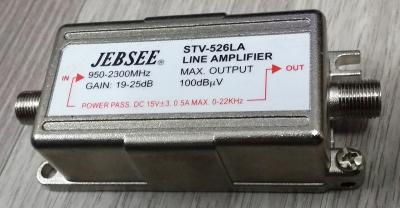 JEBSEE®
STV-526LA
LINE AMPLIFIER
IN
950-2300MHz
GAIN: 19-25dB
MAX. OUTPUT
100dBμV
OUT
POWER PASS. DC 15V±3. 0.5A MAX. 0-22KHz